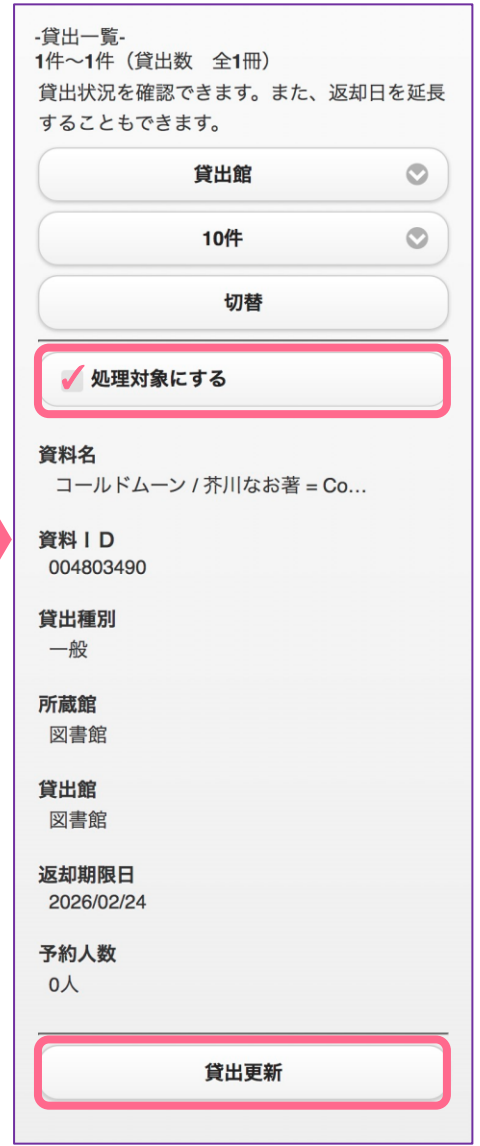 -貸出一覧-
1件～1件（貸出数　全1冊）
貸出状況を確認できます。また、返却日を延長
することもできます。
貸出館
10件
切替
処理対象にする
資料名
コールドムーン / 芥川なお著 = Co...
資料ＩＤ
004803490
貸出種別
一般
所蔵館
図書館
貸出館
図書館
返却期限日
2026/02/24
予約人数
0人
貸出更新